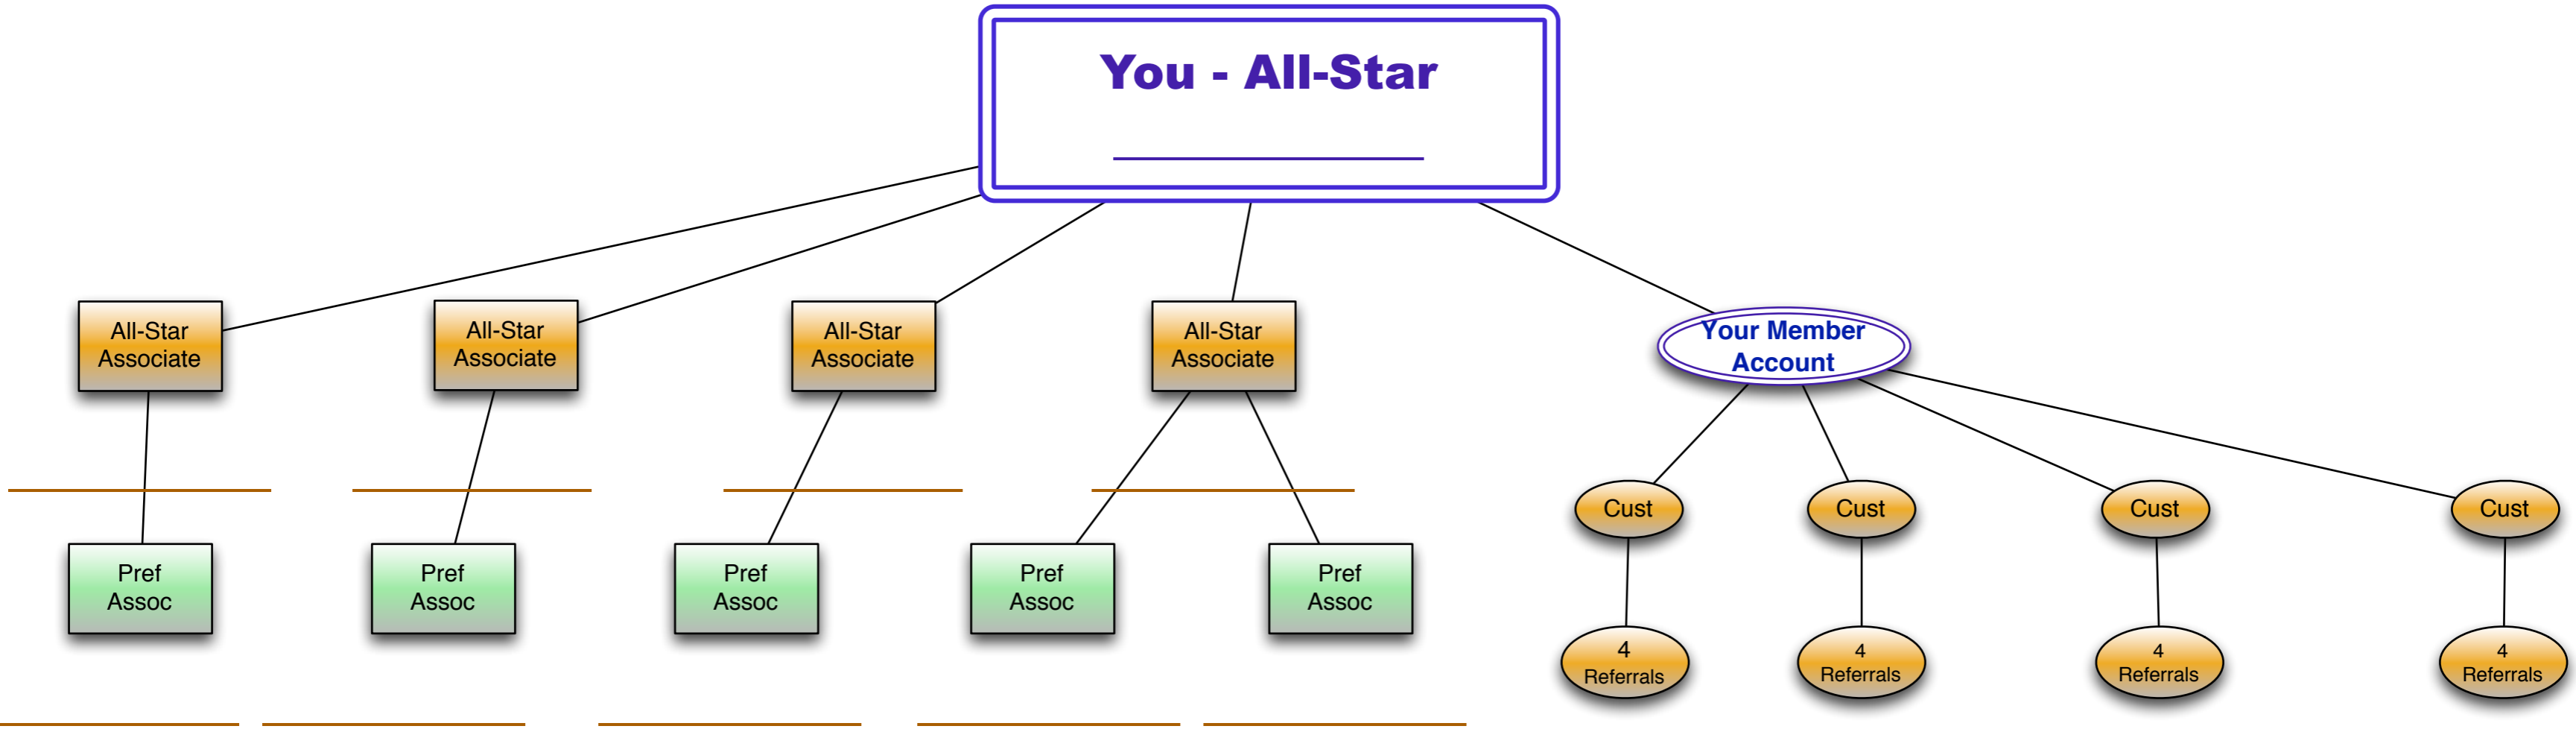 You - All-Star
All-Star
Associate
All-Star
Associate
All-Star
Associate
All-Star
Associate
Your Member
Account
Cust
Cust
Cust
Cust
Pref
Assoc
Pref
Assoc
Pref
Assoc
Pref
Assoc
Pref
Assoc
4
Referrals
4
Referrals
4
Referrals
4
Referrals